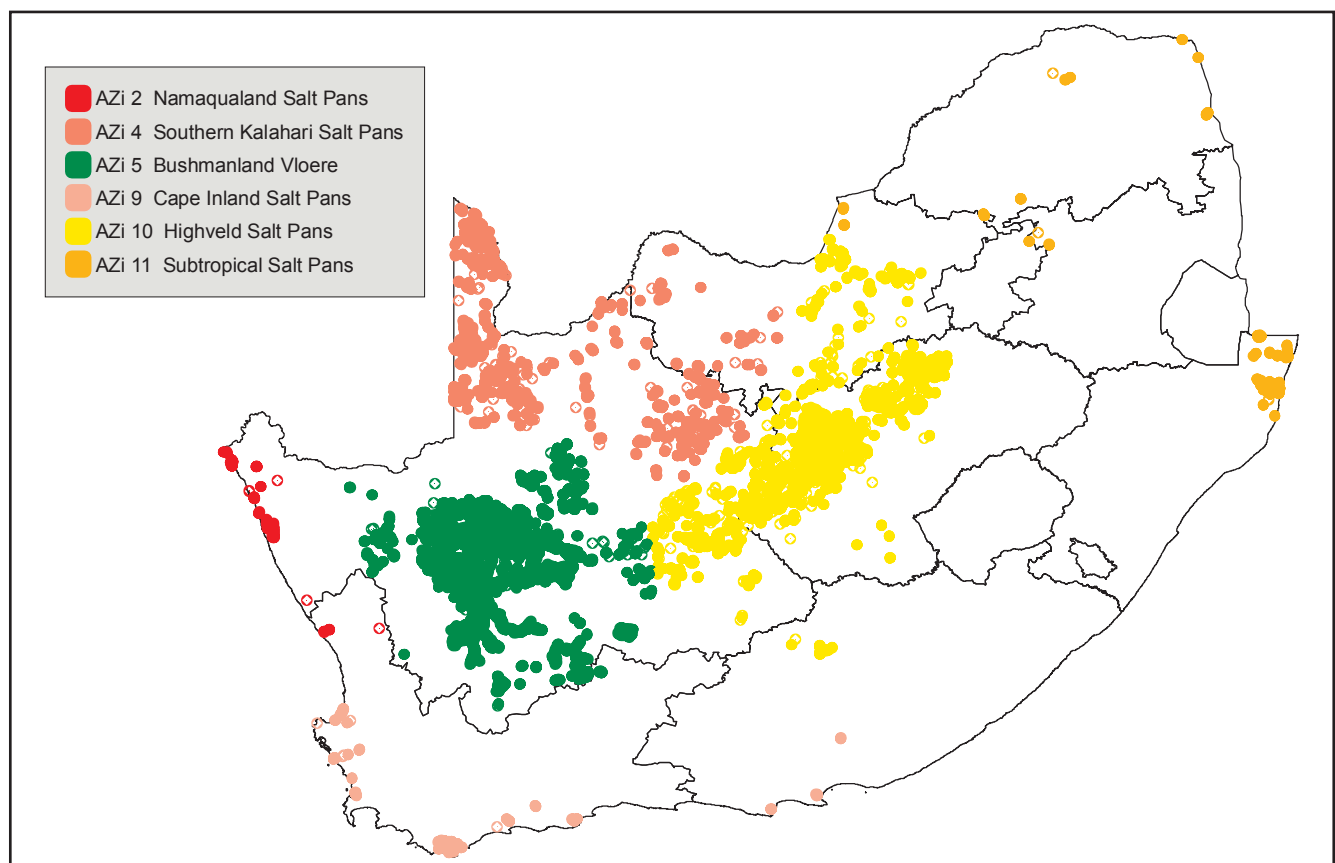 AZi 2 Namaqualand Salt Pans
AZi 4 Southern Kalahari Salt Pans
AZi 5 Bushmanland Vloere
AZi 9 Cape Inland Salt Pans
AZi 10 Highveld Salt Pans
AZi 11 Subtropical Salt Pans